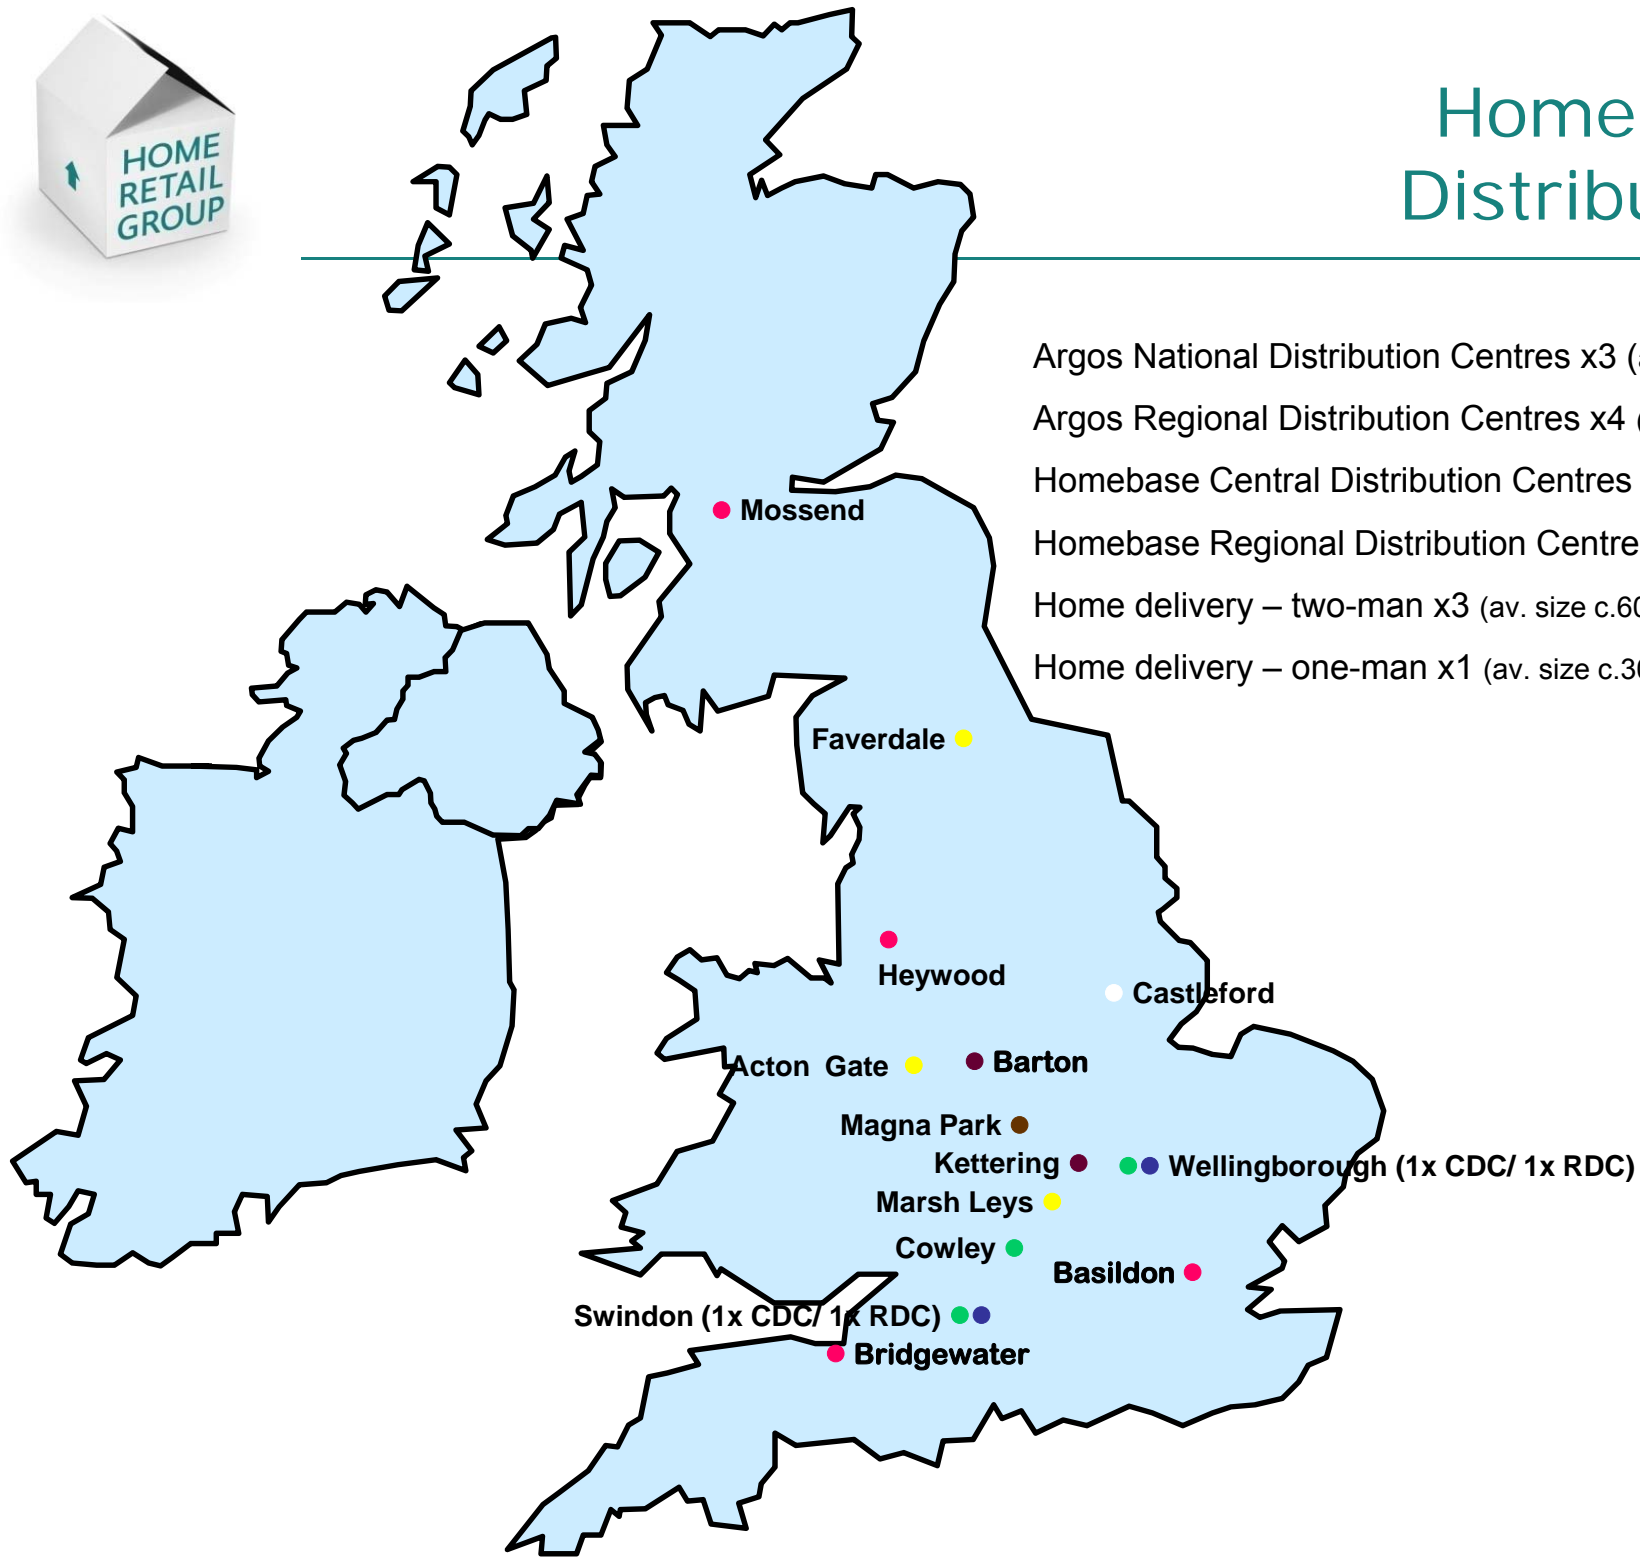 HOME
RETAIL
GROUP
Home
Distribu
Argos National Distribution Centres x3 (a
Argos Regional Distribution Centres x4 (
Homebase Central Distribution Centres
Homebase Regional Distribution Centre
Home delivery – two-man x3 (av. size c.60
Home delivery – one-man x1 (av. size c.30
Mossend
Faverdale
Heywood
Castleford
Acton Gate
Barton
Magna Park
Kettering
Wellingborough (1x CDC/ 1x RDC)
Marsh Leys
Cowley
Basildon
Swindon (1x CDC/ 1x RDC)
Bridgewater